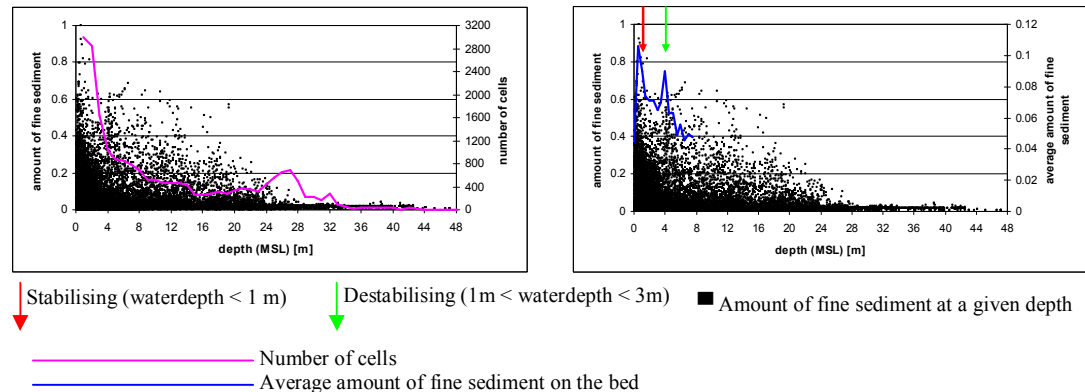 1
0.8
0.6
0.4
0.2
0
amount of fine sediment
3200
2800
2400
2000
1600
1200
800
400
0
number of cells
0 4 8 12 16 20 24 28 32 36 40 44 48
depth (MSL) [m]
1
0.8
0.6
0.4
0.2
0
amount of fine sediment
0.12
0.1
0.08
0.06
0.04
0.02
0
average amount of fine
sediment
0 4 8 12 16 20 24 28 32 36 40 44 48
depth (MSL) [m]
Stabilising (waterdepth < 1 m)
Destabilising (1m < waterdepth < 3m)
Amount of fine sediment at a given depth
Number of cells
Average amount of fine sediment on the bed